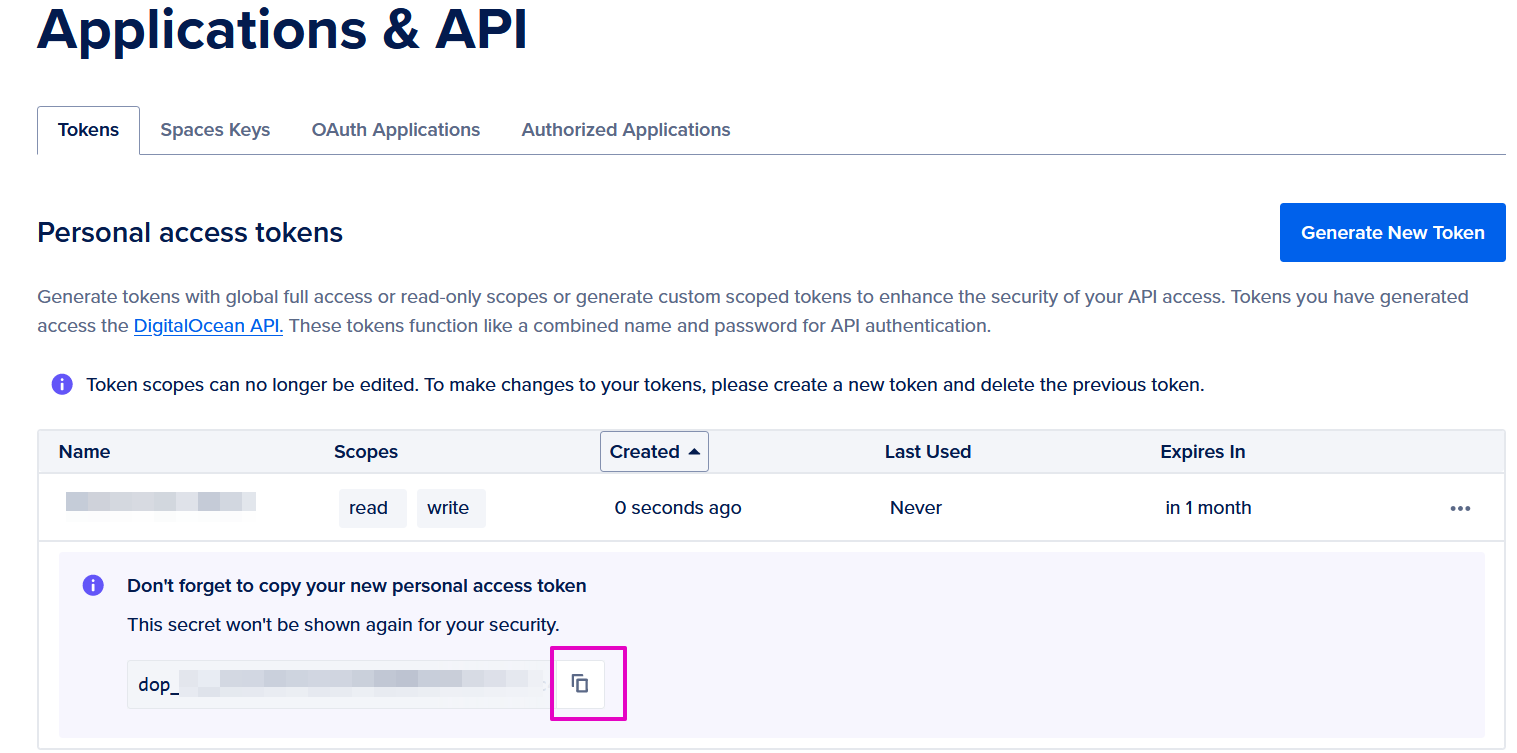 Applications & API
Tokens Spaces Keys OAuth Applications Authorized Applications
Personal access tokens
Generate New Token
Generate tokens with global full access or read-only scopes or generate custom scoped tokens to enhance the security of your API access. Tokens you have generated
access the DigitalOcean API. These tokens function like a combined name and password for API authentication.
Token scopes can no longer be edited. To make changes to your tokens, please create a new token and delete the previous token.
Name Scopes Created Last Used Expires In
read write 0 seconds ago Never in 1 month
Don't forget to copy your new personal access token
This secret won't be shown again for your security.
dop_